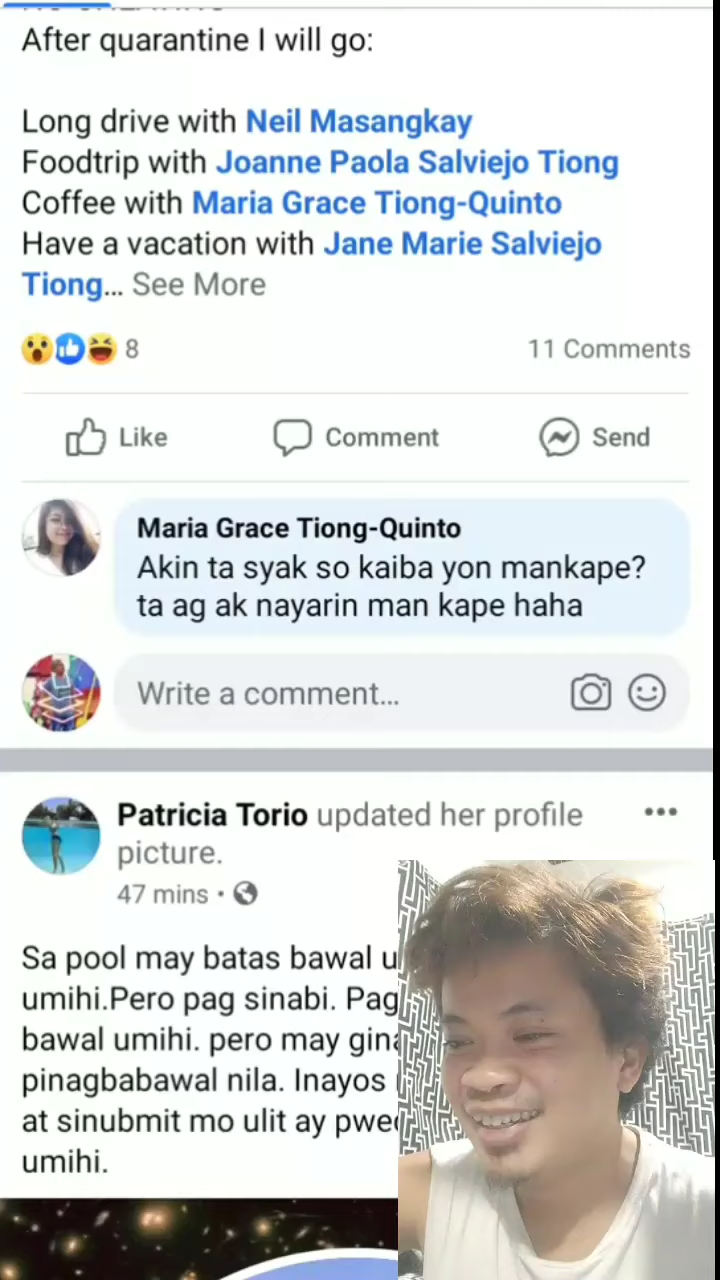 After quarantine I will go:
Long drive with Neil Masangkay
Foodtrip with Joanne Paola Salviejo Tiong
Coffee with Maria Grace Tiong-Quinto
Have a vacation with Jane Marie Salviejo
Tiong... See More
8
11 Comments
Like
Comment
Send
Maria Grace Tiong-Quinto
Akin ta syak so kaiba yon mankape?
ta ag ak nayarin man kape haha
Write a comment...
Patricia Torio updated her profile
picture.
47 mins
Sa pool may batas bawal
umihi.Pero pag sinabi. Pag
bawal umihi. pero may
pinagbabawal nila. Inayos
at sinubmit mo ulit ay
umihi.